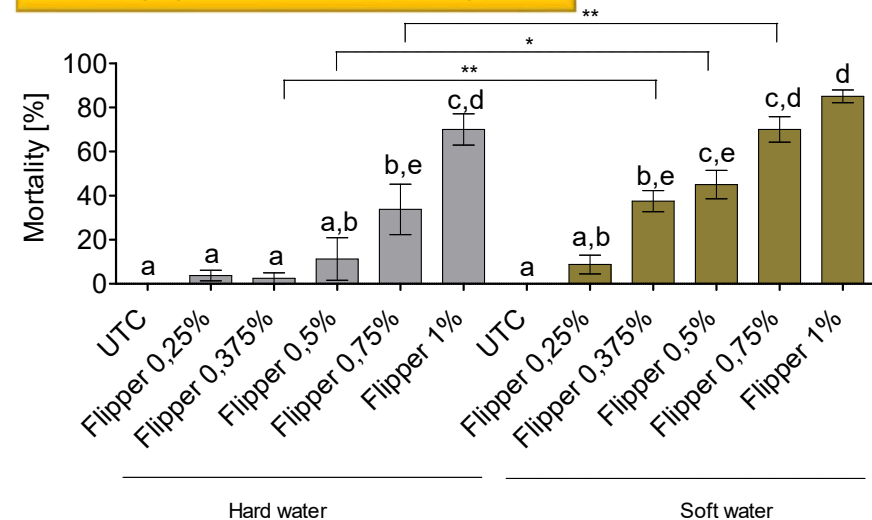 **
*
**
Mortality [%]
100
80
60
40
20
0
a
a
a
a,b
b,e
c,d
a
a,b
b,e
c,e
c,d
d
UTC
Flipper 0,25%
Flipper 0,375%
Flipper 0,5%
Flipper 0,75%
Flipper 1%
UTC
Flipper 0,25%
Flipper 0,375%
Flipper 0,5%
Flipper 0,75%
Flipper 1%
Hard water
Soft water